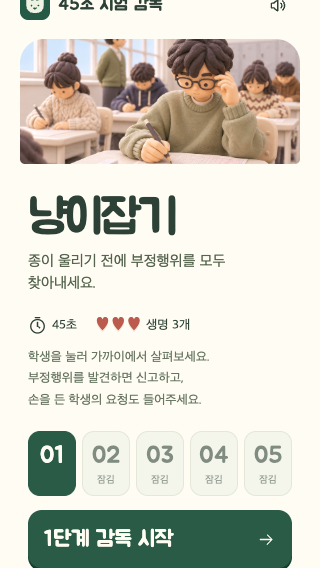 45초 시험 감독
냥이잡기
종이 울리기 전에 부정행위를 모두
찾아내세요.
45초 생명 3개
학생을 눌러 가까이에서 살펴보세요.
부정행위를 발견하면 신고하고,
손을 든 학생의 요청도 들어주세요.
01 02 03 04 05
잠김 잠김 잠김 잠김
1단계 감독 시작 →